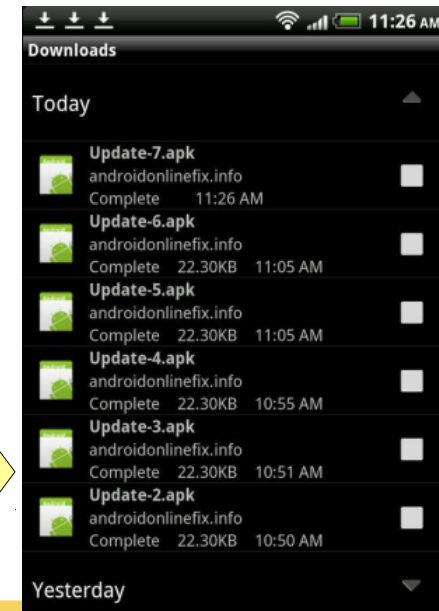 11:26 AM
Downloads
Today
Update-7.apk
androidonlinefix.info
Complete 11:26 AM
Update-6.apk
androidonlinefix.info
Complete 22.30KB 11:05 AM
Update-5.apk
androidonlinefix.info
Complete 22.30KB 11:05 AM
Update-4.apk
androidonlinefix.info
Complete 22.30KB 10:55 AM
Update-3.apk
androidonlinefix.info
Complete 22.30KB 10:51 AM
Update-2.apk
androidonlinefix.info
Complete 22.30KB 10:50 AM
Yesterday